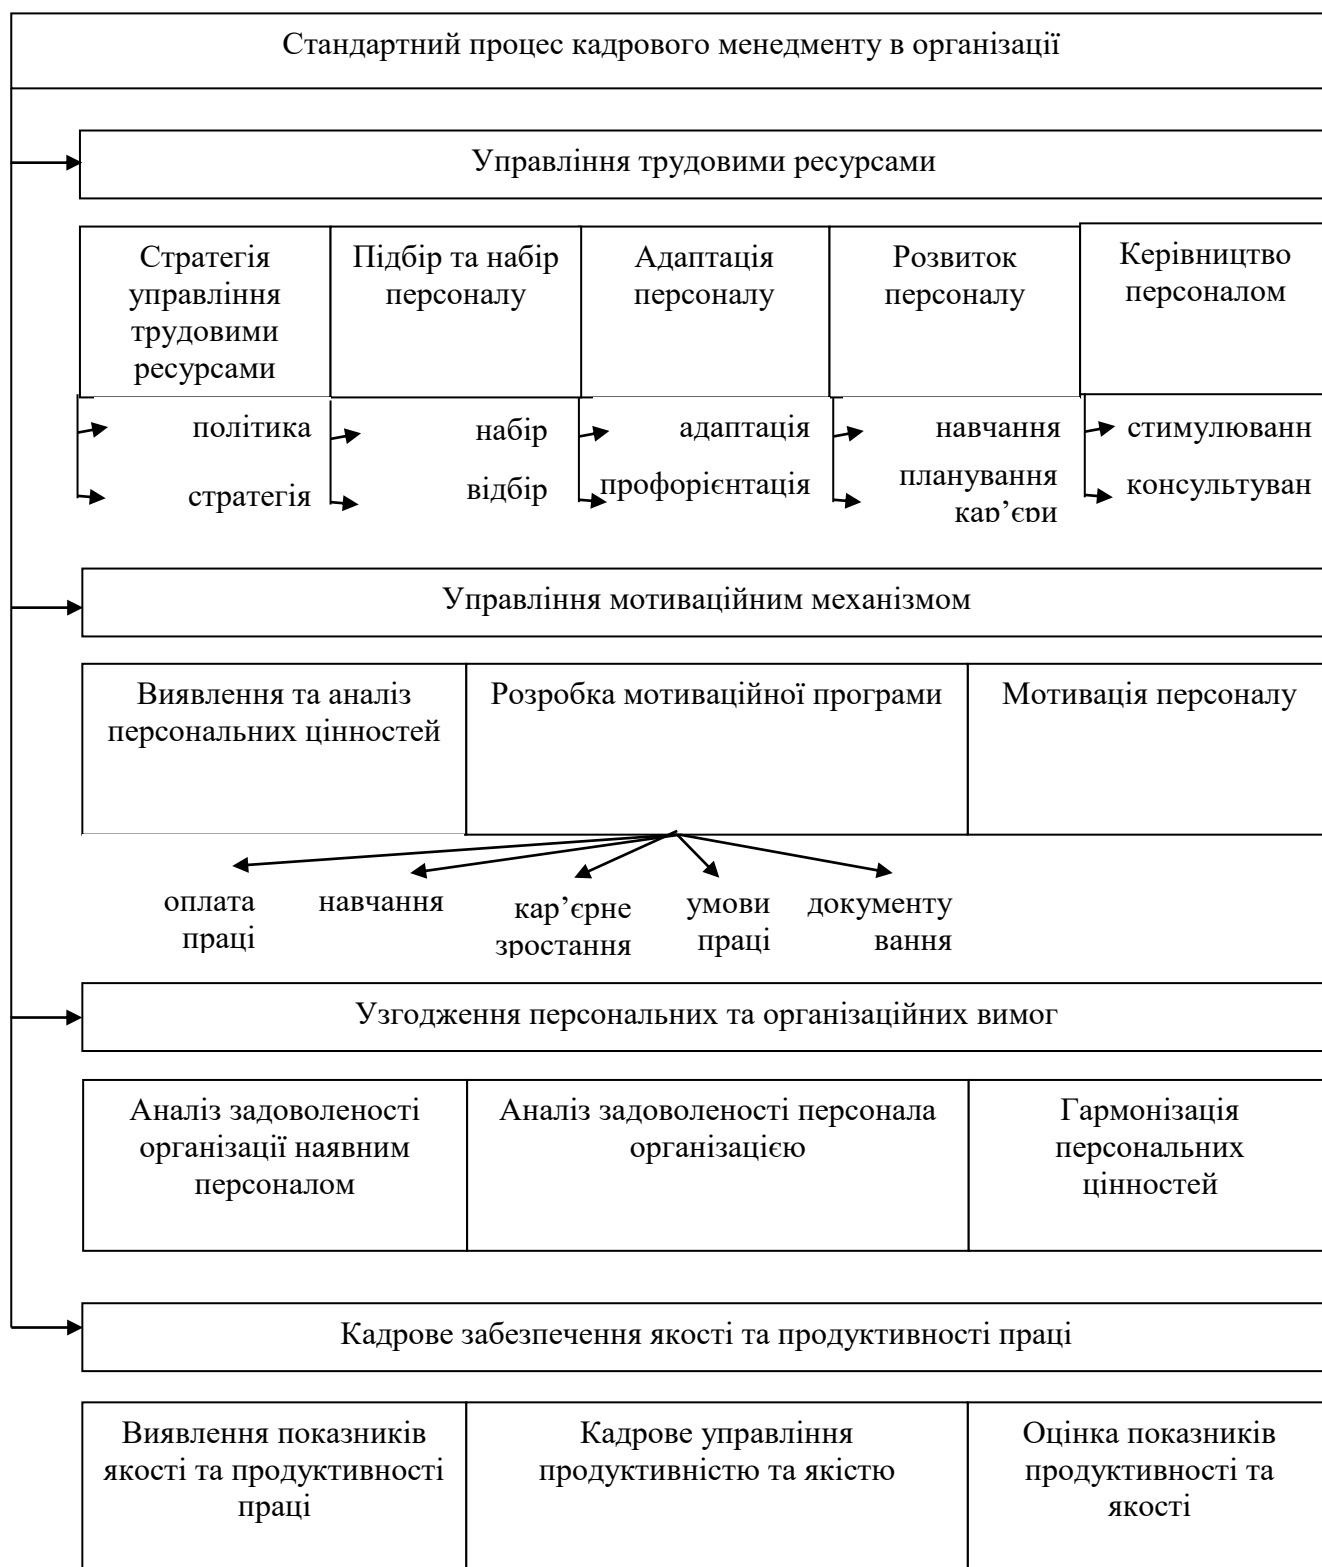 Стандартний процес кадрового менедменту в організації
Управління трудовими ресурсами
Стратегія
управління
трудовими
ресурсами
Підбір та набір
персоналу
Адаптація
персоналу
Розвиток
персоналу
Керівництво
персоналом
політика
стратегія
набір
відбір
адаптація
профорієнтація
навчання
планування
кар’єри
стимулюванн
консультуван
Управління мотиваційним механізмом
Виявлення та аналіз
персональних цінностей
Розробка мотиваційної програми
Мотивація персоналу
оплата
праці
навчання
кар’єрне
зростання
умови
праці
документу
вання
Узгодження персональних та організаційних вимог
Аналіз задоволеності
організації наявним
персоналом
Аналіз задоволеності персонала
організацією
Гармонізація
персональних
цінностей
Кадрове забезпечення якості та продуктивності праці
Виявлення показників
якості та продуктивності
праці
Кадрове управління
продуктивністю та якістю
Оцінка показників
продуктивності та
якості